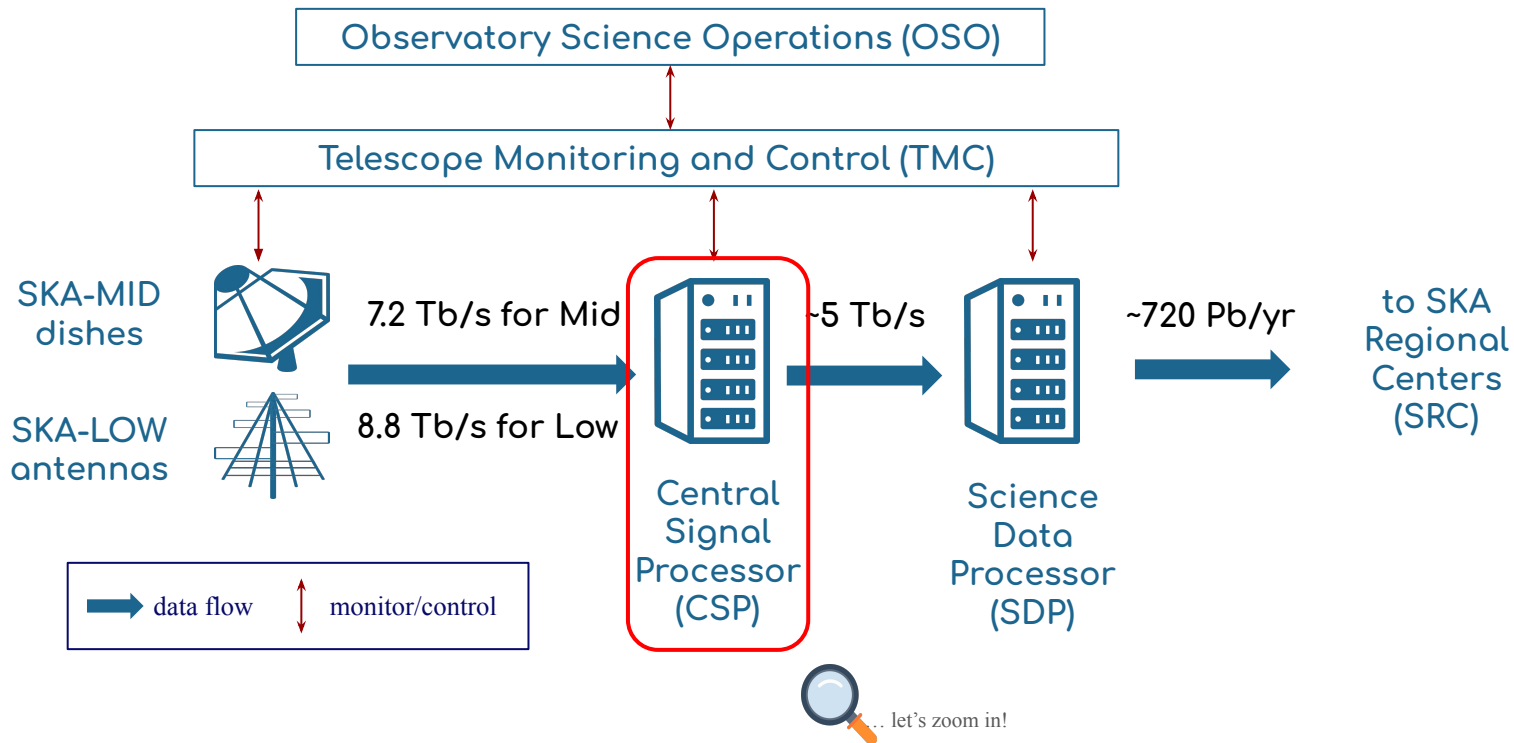 Observatory Science Operations (OSO)
Telescope Monitoring and Control (TMC)
SKA-MID
dishes
7.2 Tb/s for Mid
~5 Tb/s
~720 Pb/yr
to SKA
Regional
Centers
(SRC)
SKA-LOW
antennas
8.8 Tb/s for Low
Central
Signal
Processor
(CSP)
Science
Data
Processor
(SDP)
data flow
monitor/control
... let's zoom in!